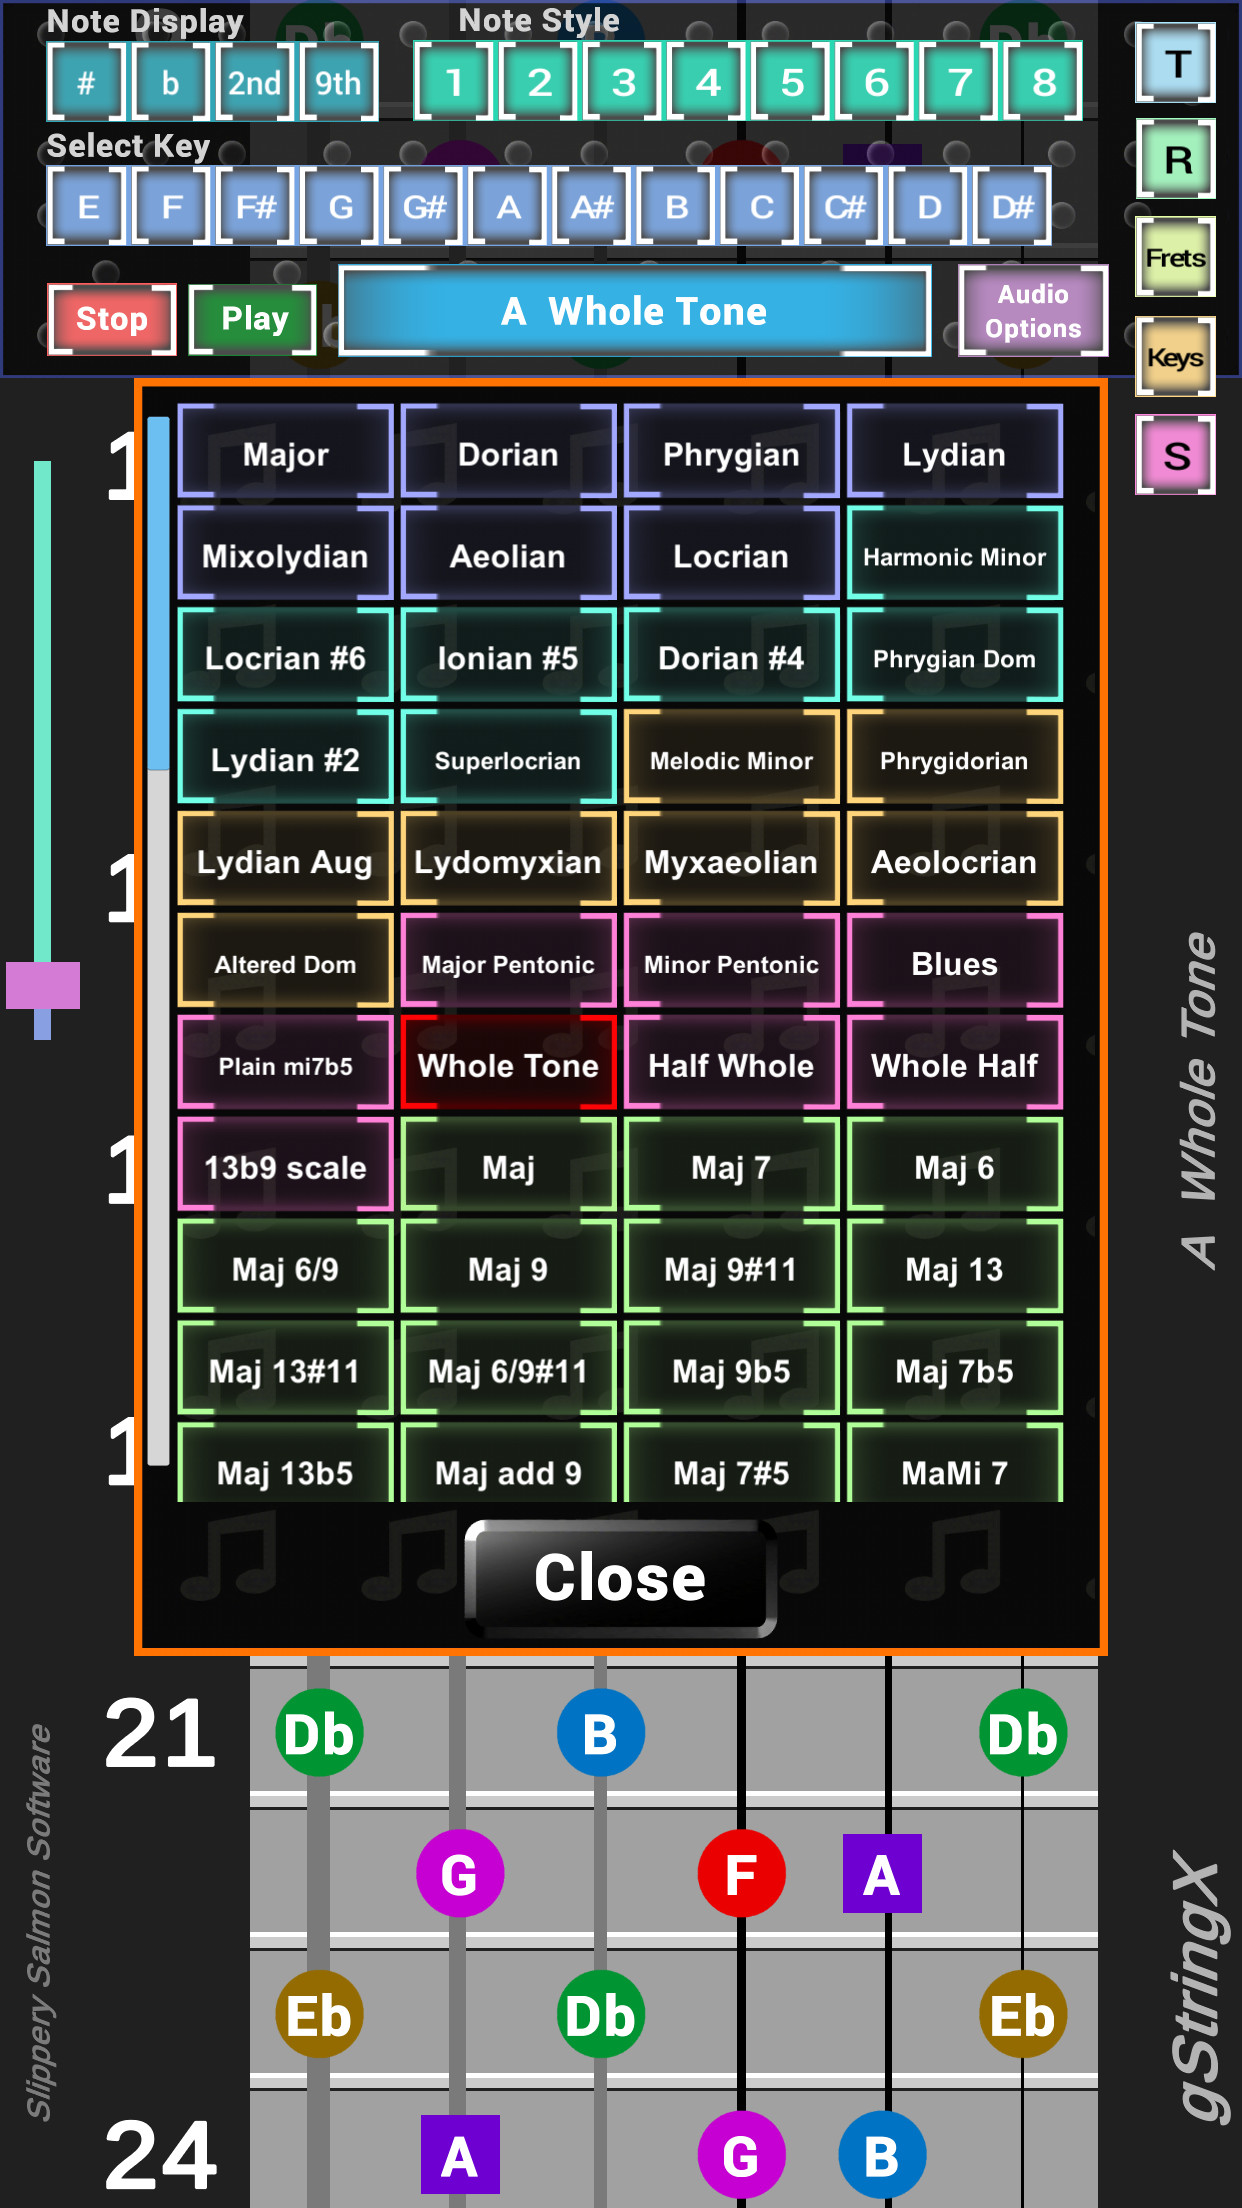 Note Display
Note Style
# b 2nd 9th
1 2 3 4 5 6 7 8
T
Select Key
R
E F F# G G# A A# B C C# D D#
Frets
Stop Play A Whole Tone Audio Options
Keys
S
Major Dorian Phrygian Lydian
Mixolydian Aeolian Locrian Harmonic Minor
Locrian #6 Ionian #5 Dorian #4 Phrygian Dom
Lydian #2 Superlocrian Melodic Minor Phrygidorian
Lydian Aug Lydomyxian Myxaeolian Aeolocrian
Altered Dom Major Pentonic Minor Pentonic Blues
Plain mi7b5 Whole Tone Half Whole Whole Half
13b9 scale Maj Maj 7 Maj 6
Maj 6/9 Maj 9 Maj 9#11 Maj 13
Maj 13#11 Maj 6/9#11 Maj 9b5 Maj 7b5
Maj 13b5 Maj add 9 Maj 7#5 MaMi 7
1
1
1
1
A Whole Tone
Close
21 Db B Db
G F A
Eb Db Eb
24 A G B
Slippery Salmon Software
gStringX